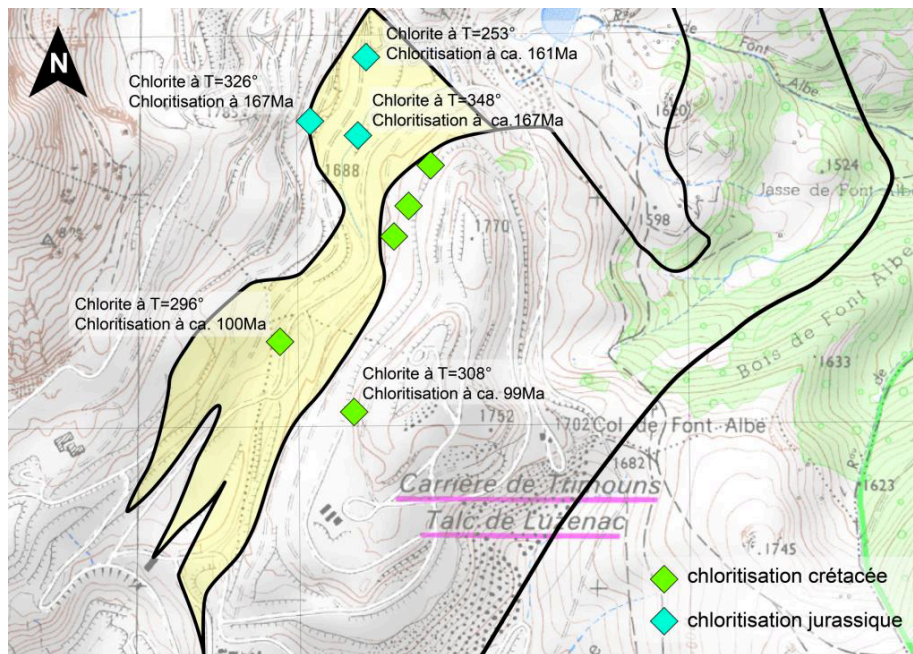 N
Chlorite à T=253°
Chloritisation à ca. 161Ma
Chlorite à T=326°
Chloritisation à 167Ma
Chlorite à T=348°
Chloritisation à ca.167Ma
de
Font
Albe
1620
1524
1688
Jasse de Font
1770
1598
Chlorite à T=296°
Chloritisation à ca. 100Ma
Bois de Font Albe
1633
Chlorite à T=308°
Chloritisation à ca. 99Ma
1752
1702
Col de Font Albe
1682
de
1623
Carrière de Trimouns
Talc de Luzenac
1745
chloritisation crétacée
chloritisation jurassique